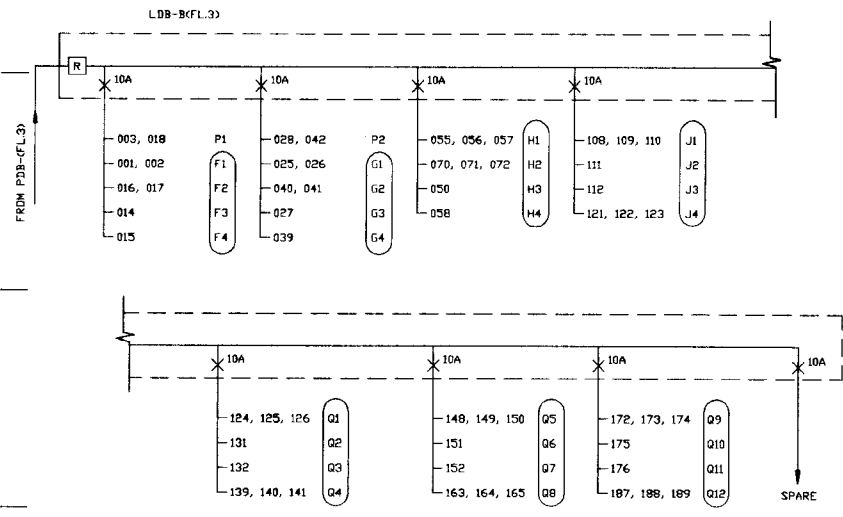 LDB-B(FL.3)
R
10A 10A 10A 10A
FROM PDB-(FL.3)
003, 018 P1 028, 042 P2 055, 056, 057 H1 108, 109, 110 J1
001, 002 F1 025, 026 G1 070, 071, 072 H2 111 J2
016, 017 F2 040, 041 G2 050 H3 112 J3
014 F3 027 G3 058 H4 121, 122, 123 J4
015 F4 039 G4
10A 10A 10A 10A
124, 125, 126 Q1 148, 149, 150 Q5 172, 173, 174 Q9
131 Q2 151 Q6 175 Q10
132 Q3 152 Q7 176 Q11
139, 140, 141 Q4 163, 164, 165 Q8 187, 188, 189 Q12
SPARE